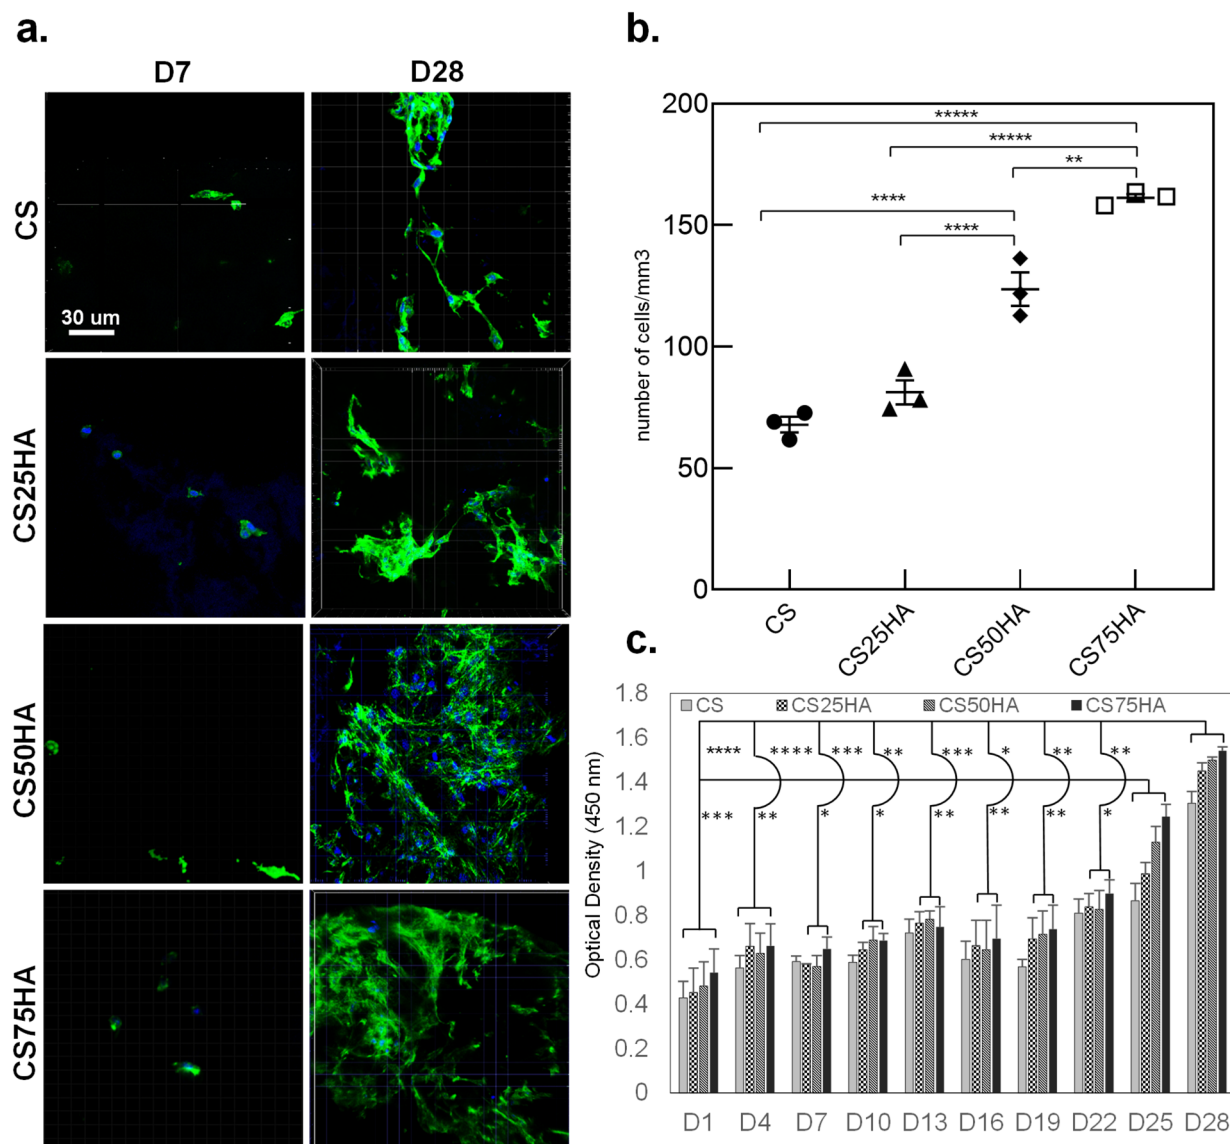 a.
D7 D28
CS
30 um
CS25HA
CS50HA
CS75HA
b.
200
150
100
50
0
number of cells/mm3
*****
*****
**
****
****
CS CS25HA CS50HA CS75HA
c.
1.8
1.6
1.4
1.2
1
0.8
0.6
0.4
0.2
0
Optical Density (450 nm)
CS CS25HA CS50HA CS75HA
**** **** *** ** *** * ** **
*** ** * * ** ** ** *
D1 D4 D7 D10 D13 D16 D19 D22 D25 D28